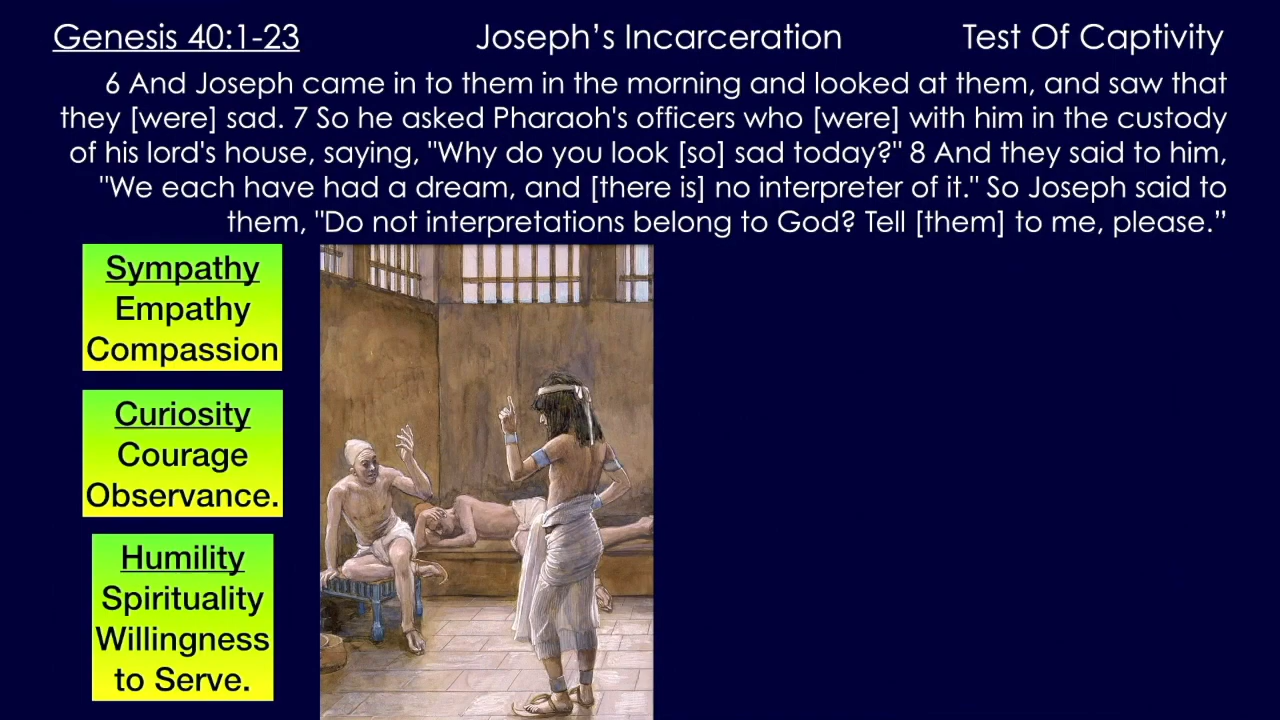 Genesis 40:1-23 Joseph’s Incarceration Test Of Captivity
6 And Joseph came in to them in the morning and looked at them, and saw that
they [were] sad. 7 So he asked Pharaoh's officers who [were] with him in the custody
of his lord's house, saying, "Why do you look [so] sad today?" 8 And they said to him,
"We each have had a dream, and [there is] no interpreter of it." So Joseph said to
them, "Do not interpretations belong to God? Tell [them] to me, please.”
Sympathy
Empathy
Compassion
Curiosity
Courage
Observance.
Humility
Spirituality
Willingness
to Serve.